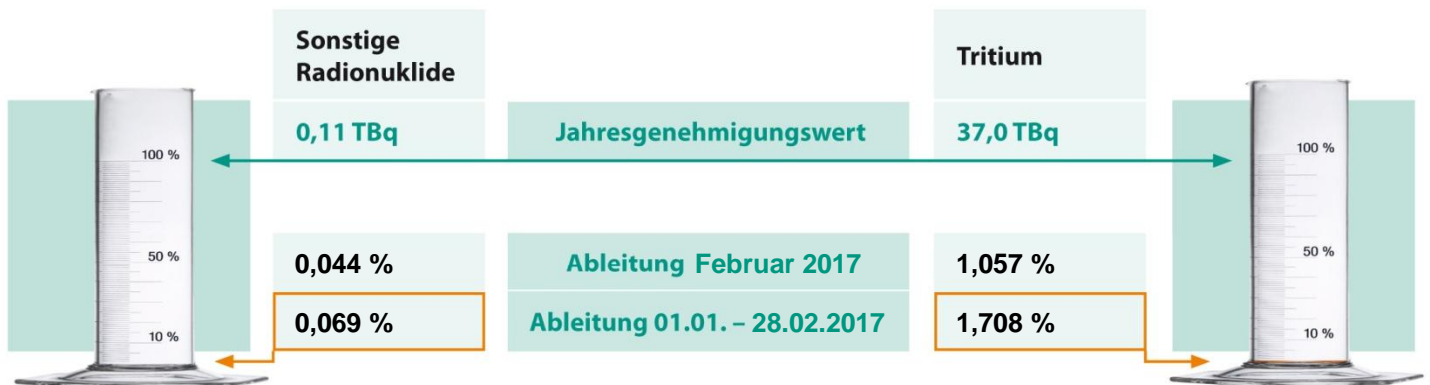 Sonstige
Radionuklide
Tritium
0,11 TBq
Jahresgenehmigungswert
37,0 TBq
100 %
100 %
50 %
0,044 %
Ableitung Februar 2017
1,057 %
50 %
10 %
0,069 %
Ableitung 01.01. – 28.02.2017
1,708 %
10 %